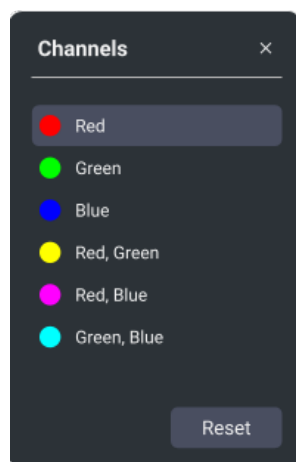 Channels
Red
Green
Blue
Red, Green
Red, Blue
Green, Blue
Reset